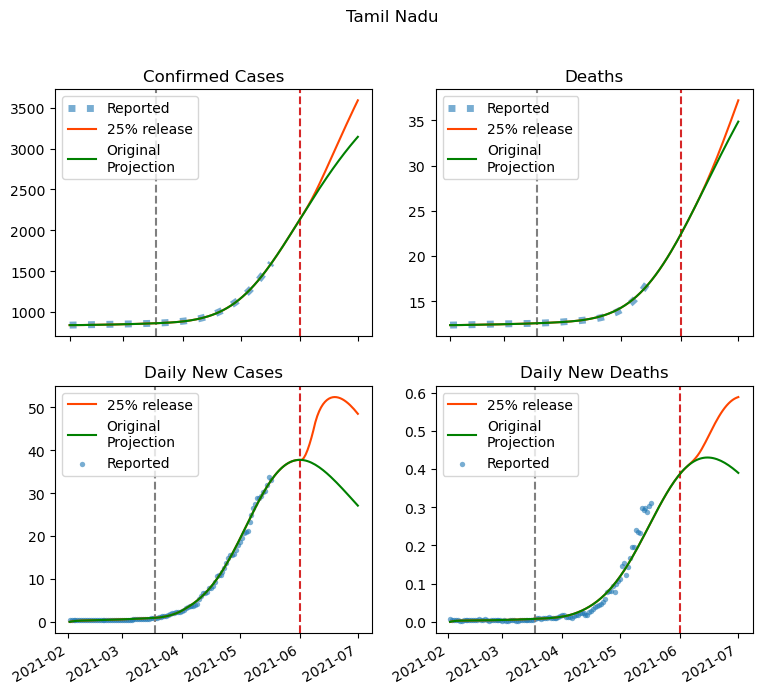 Tamil Nadu
Confirmed Cases
Reported
25% release
Original
Projection
3500
3000
2500
2000
1500
1000
Deaths
Reported
25% release
Original
Projection
35
30
25
20
15
Daily New Cases
25% release
Original
Projection
Reported
50
40
30
20
10
0
2021-02
2021-03
2021-04
2021-05
2021-06
2021-07
Daily New Deaths
25% release
Original
Projection
Reported
0.6
0.5
0.4
0.3
0.2
0.1
0.0
2021-02
2021-03
2021-04
2021-05
2021-06
2021-07